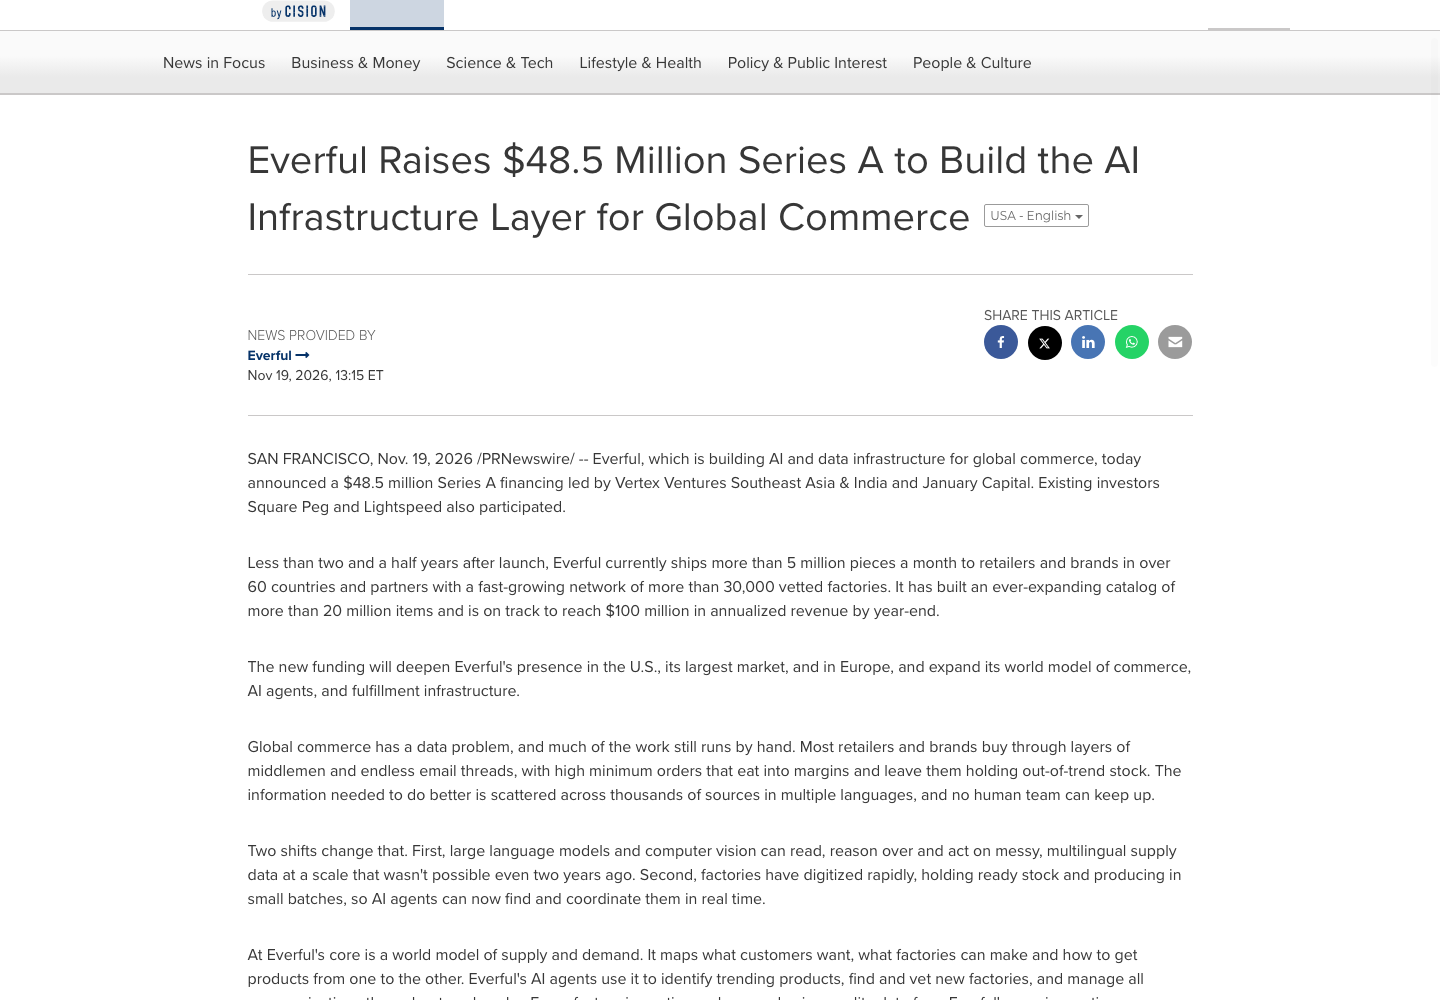 by CISION
News in Focus
Business & Money
Science & Tech
Lifestyle & Health
Policy & Public Interest
People & Culture
Everful Raises $48.5 Million Series A to Build the AI
Infrastructure Layer for Global Commerce
USA - English
NEWS PROVIDED BY
Everful
Nov 19, 2026, 13:15 ET
SHARE THIS ARTICLE
SAN FRANCISCO, Nov. 19, 2026 /PRNewswire/ -- Everful, which is building AI and data infrastructure for global commerce, today
announced a $48.5 million Series A financing led by Vertex Ventures Southeast Asia & India and January Capital. Existing investors
Square Peg and Lightspeed also participated.
Less than two and a half years after launch, Everful currently ships more than 5 million pieces a month to retailers and brands in over
60 countries and partners with a fast-growing network of more than 30,000 vetted factories. It has built an ever-expanding catalog of
more than 20 million items and is on track to reach $100 million in annualized revenue by year-end.
The new funding will deepen Everful's presence in the U.S., its largest market, and in Europe, and expand its world model of commerce,
AI agents, and fulfillment infrastructure.
Global commerce has a data problem, and much of the work still runs by hand. Most retailers and brands buy through layers of
middlemen and endless email threads, with high minimum orders that eat into margins and leave them holding out-of-trend stock. The
information needed to do better is scattered across thousands of sources in multiple languages, and no human team can keep up.
Two shifts change that. First, large language models and computer vision can read, reason over and act on messy, multilingual supply
data at a scale that wasn't possible even two years ago. Second, factories have digitized rapidly, holding ready stock and producing in
small batches, so AI agents can now find and coordinate them in real time.
At Everful's core is a world model of supply and demand. It maps what customers want, what factories can make and how to get
products from one to the other. Everful's AI agents use it to identify trending products, find and vet new factories, and manage all